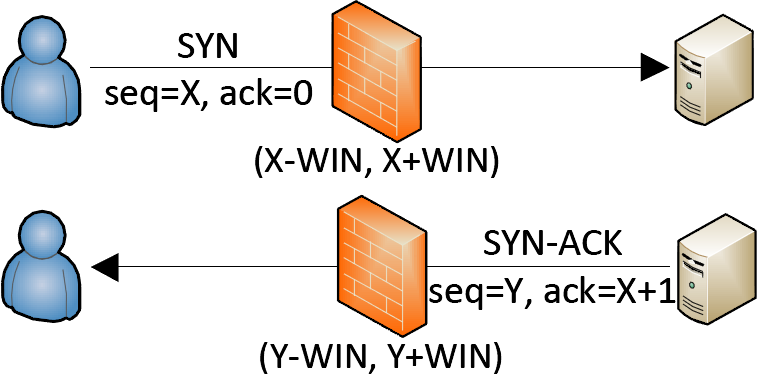 SYN
seq=X, ack=0
(X-WIN, X+WIN)
SYN-ACK
seq=Y, ack=X+1
(Y-WIN, Y+WIN)